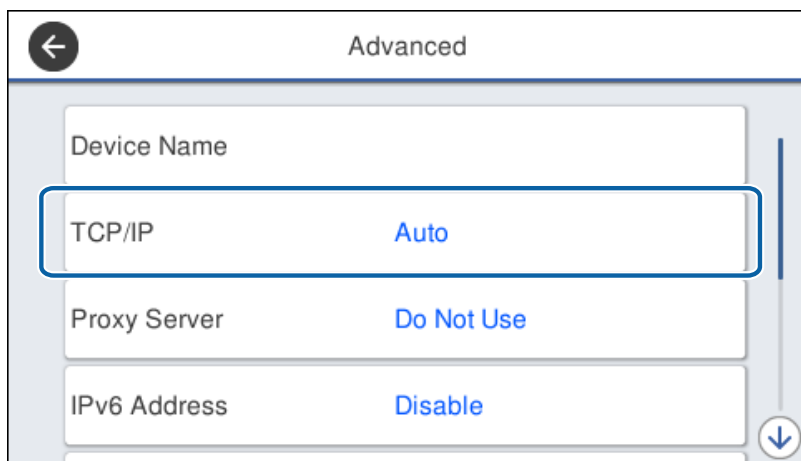 Advanced
Device Name
TCP/IP Auto
Proxy Server Do Not Use
IPv6 Address Disable